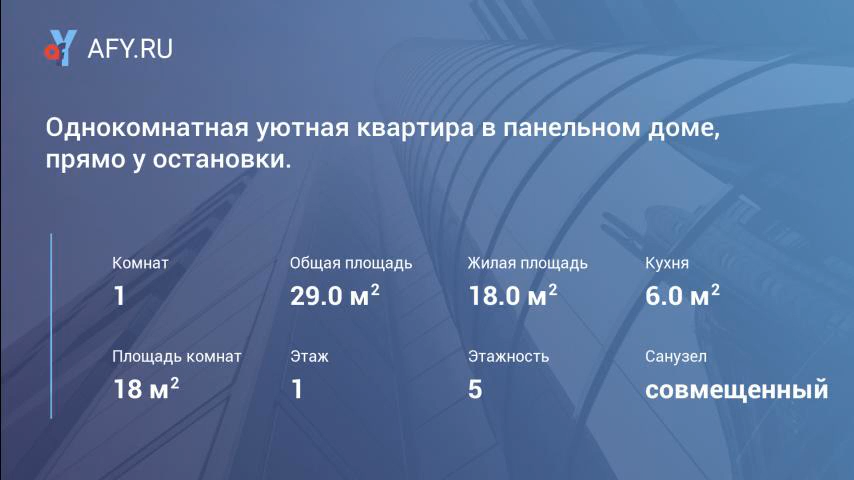 AFY.RU
Однокомнатная уютная квартира в панельном доме,
прямо у остановки.
Комнат Общая площадь Жилая площадь Кухня
1 29.0 м² 18.0 м² 6.0 м²
Площадь комнат Этаж Этажность Санузел
18 м² 1 5 совмещенный